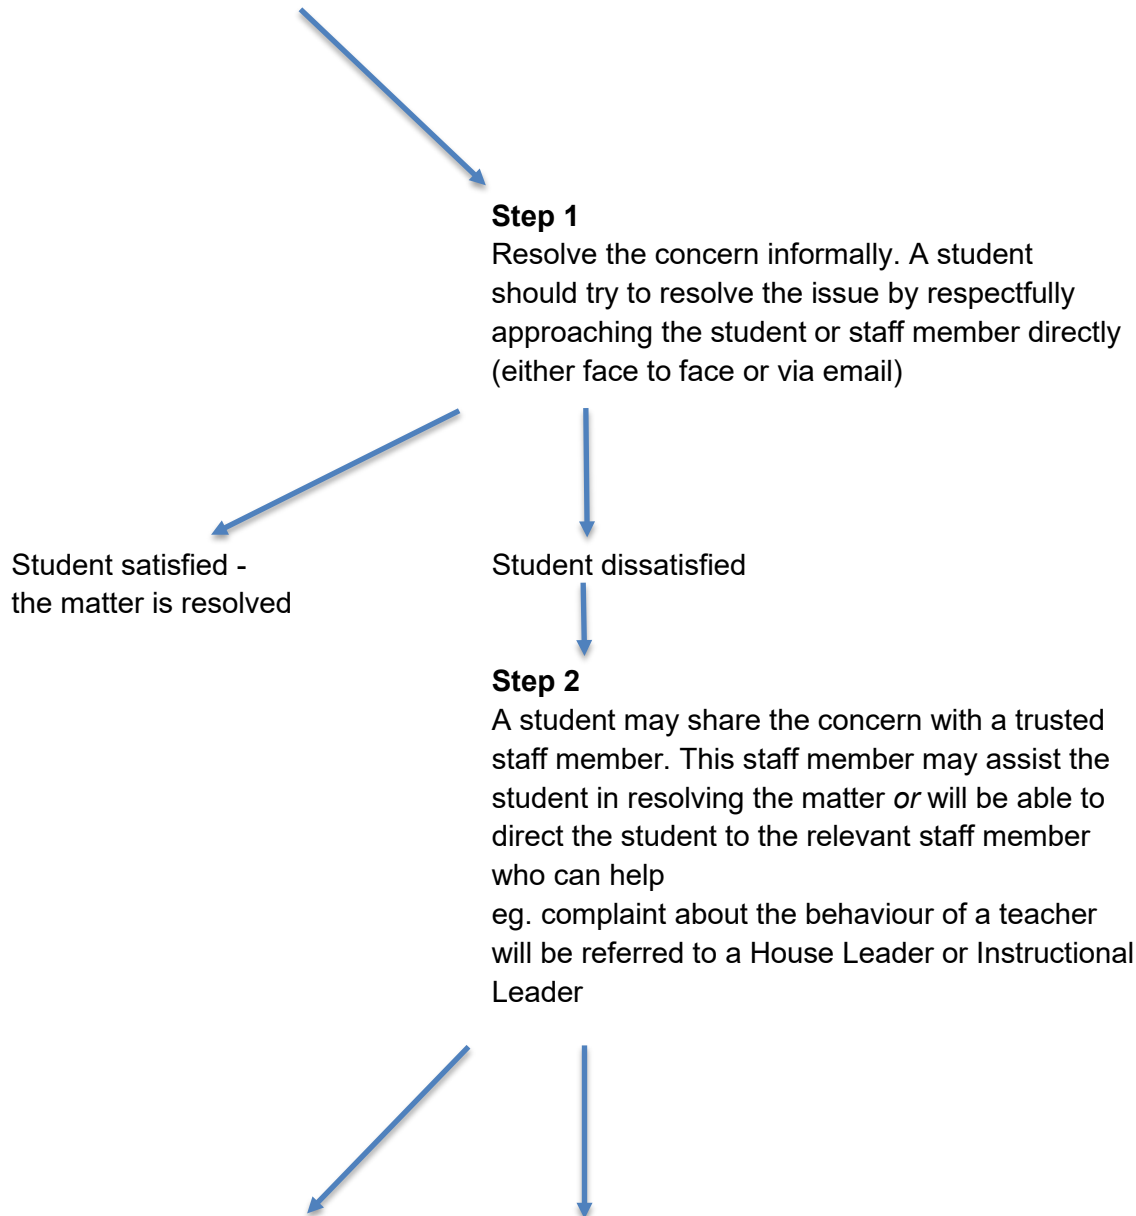 Step 1
Resolve the concern informally. A student
should try to resolve the issue by respectfully
approaching the student or staff member directly
(either face to face or via email)
Student satisfied -
the matter is resolved
Student dissatisfied
Step 2
A student may share the concern with a trusted
staff member. This staff member may assist the
student in resolving the matter or will be able to
direct the student to the relevant staff member
who can help
eg. complaint about the behaviour of a teacher
will be referred to a House Leader or Instructional
Leader